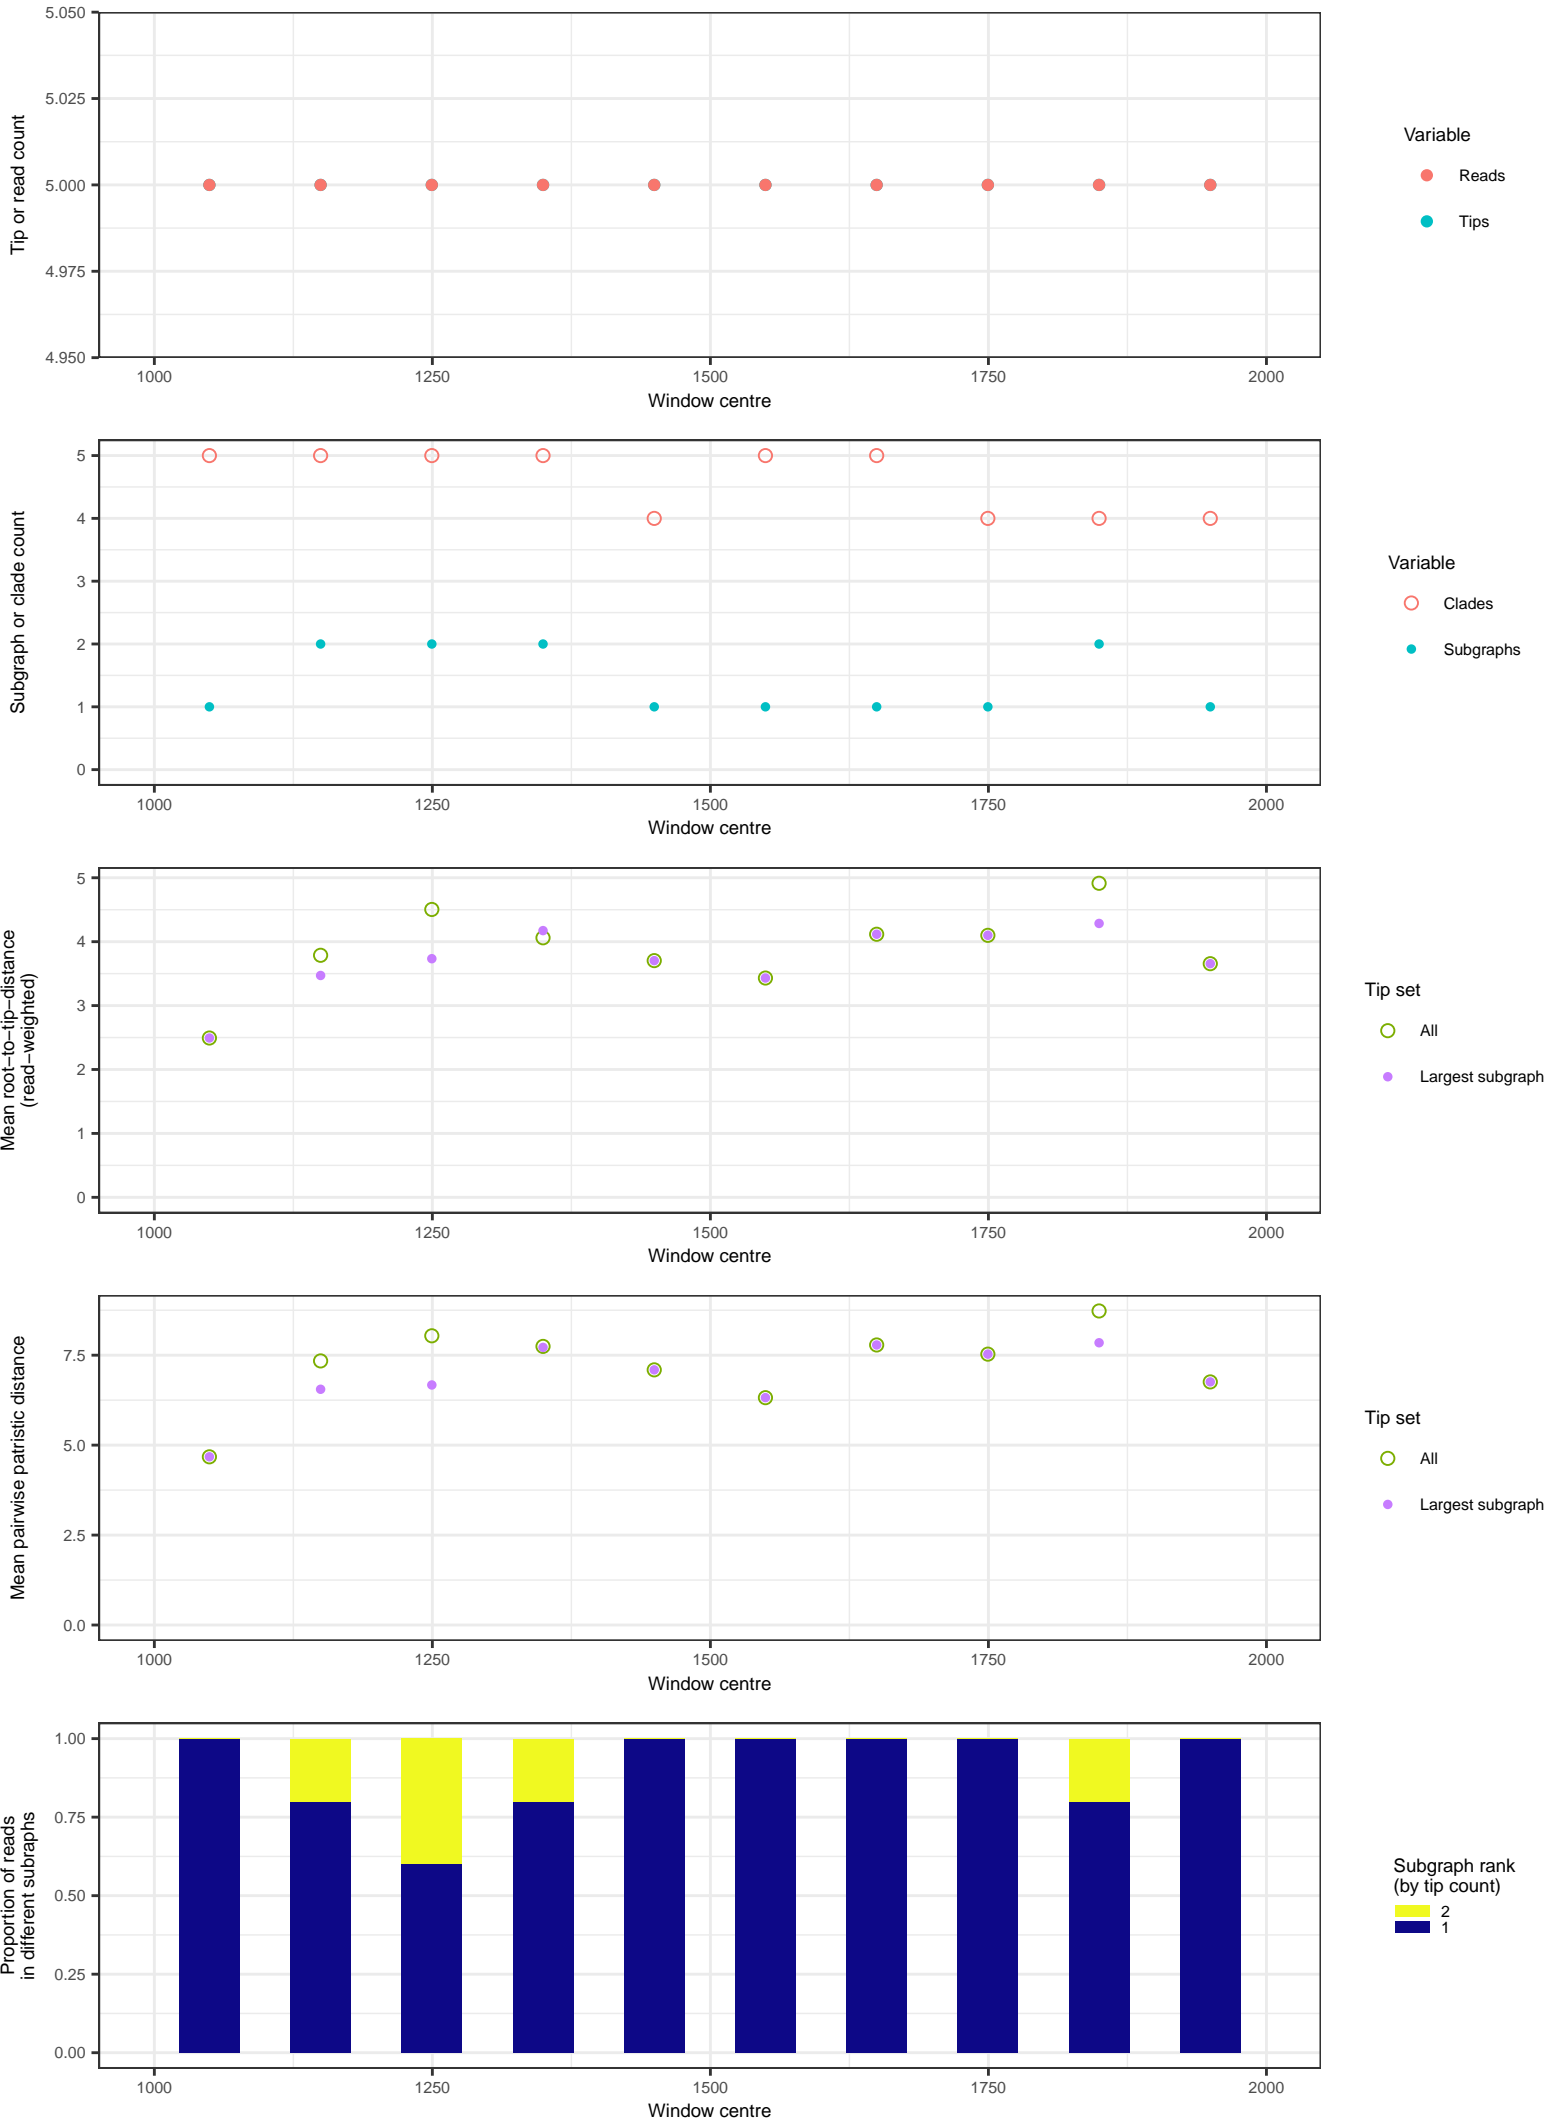 5.050
5.025
5.000
4.975
4.950
Tip or read count
1000 1250 1500 1750 2000
Window centre
Variable
Reads
Tips
5
4
3
2
1
0
Subgraph or clade count
1000 1250 1500 1750 2000
Window centre
Variable
Clades
Subgraphs
5
4
3
2
1
0
Mean root−to−tip−distance
(read−weighted)
1000 1250 1500 1750 2000
Window centre
Tip set
All
Largest subgraph
7.5
5.0
2.5
0.0
Mean pairwise patristic distance
1000 1250 1500 1750 2000
Window centre
Tip set
All
Largest subgraph
1.00
0.75
0.50
0.25
0.00
Proportion of reads
in different subraphs
1000 1250 1500 1750 2000
Window centre
Subgraph rank
(by tip count)
2
1